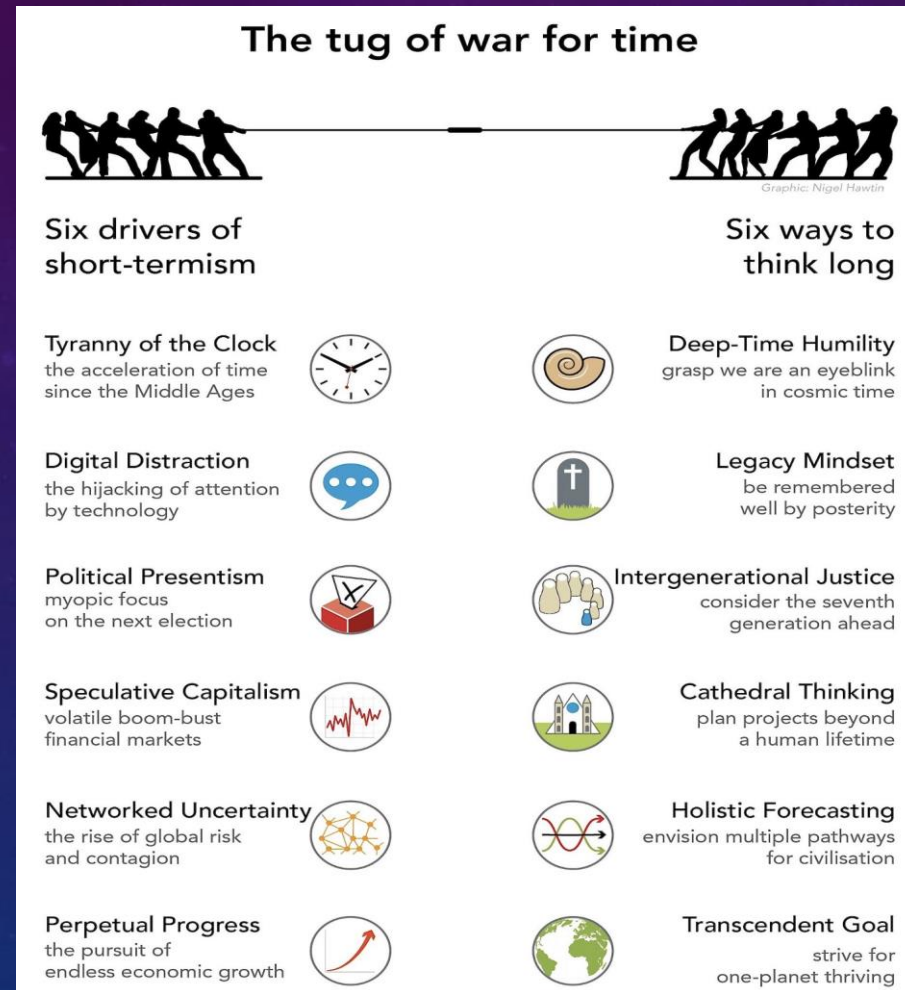 The tug of war for time
Graphic: Nigel Hawtin
Six drivers of
short-termism
Six ways to
think long
Tyranny of the Clock
the acceleration of time
since the Middle Ages
Deep-Time Humility
grasp we are an eyeblink
in cosmic time
Digital Distraction
the hijacking of attention
by technology
Legacy Mindset
be remembered
well by posterity
Political Presentism
myopic focus
on the next election
Intergenerational Justice
consider the seventh
generation ahead
Speculative Capitalism
volatile boom-bust
financial markets
Cathedral Thinking
plan projects beyond
a human lifetime
Networked Uncertainty
the rise of global risk
and contagion
Holistic Forecasting
envision multiple pathways
for civilisation
Perpetual Progress
the pursuit of
endless economic growth
Transcendent Goal
strive for
one-planet thriving